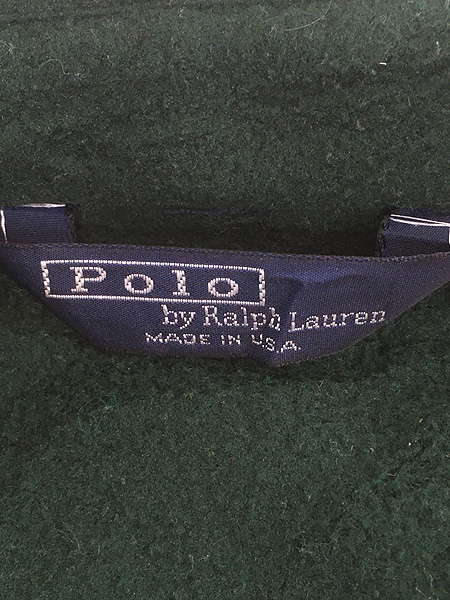 Polo
by Ralph Lauren
MADE IN U.S.A.